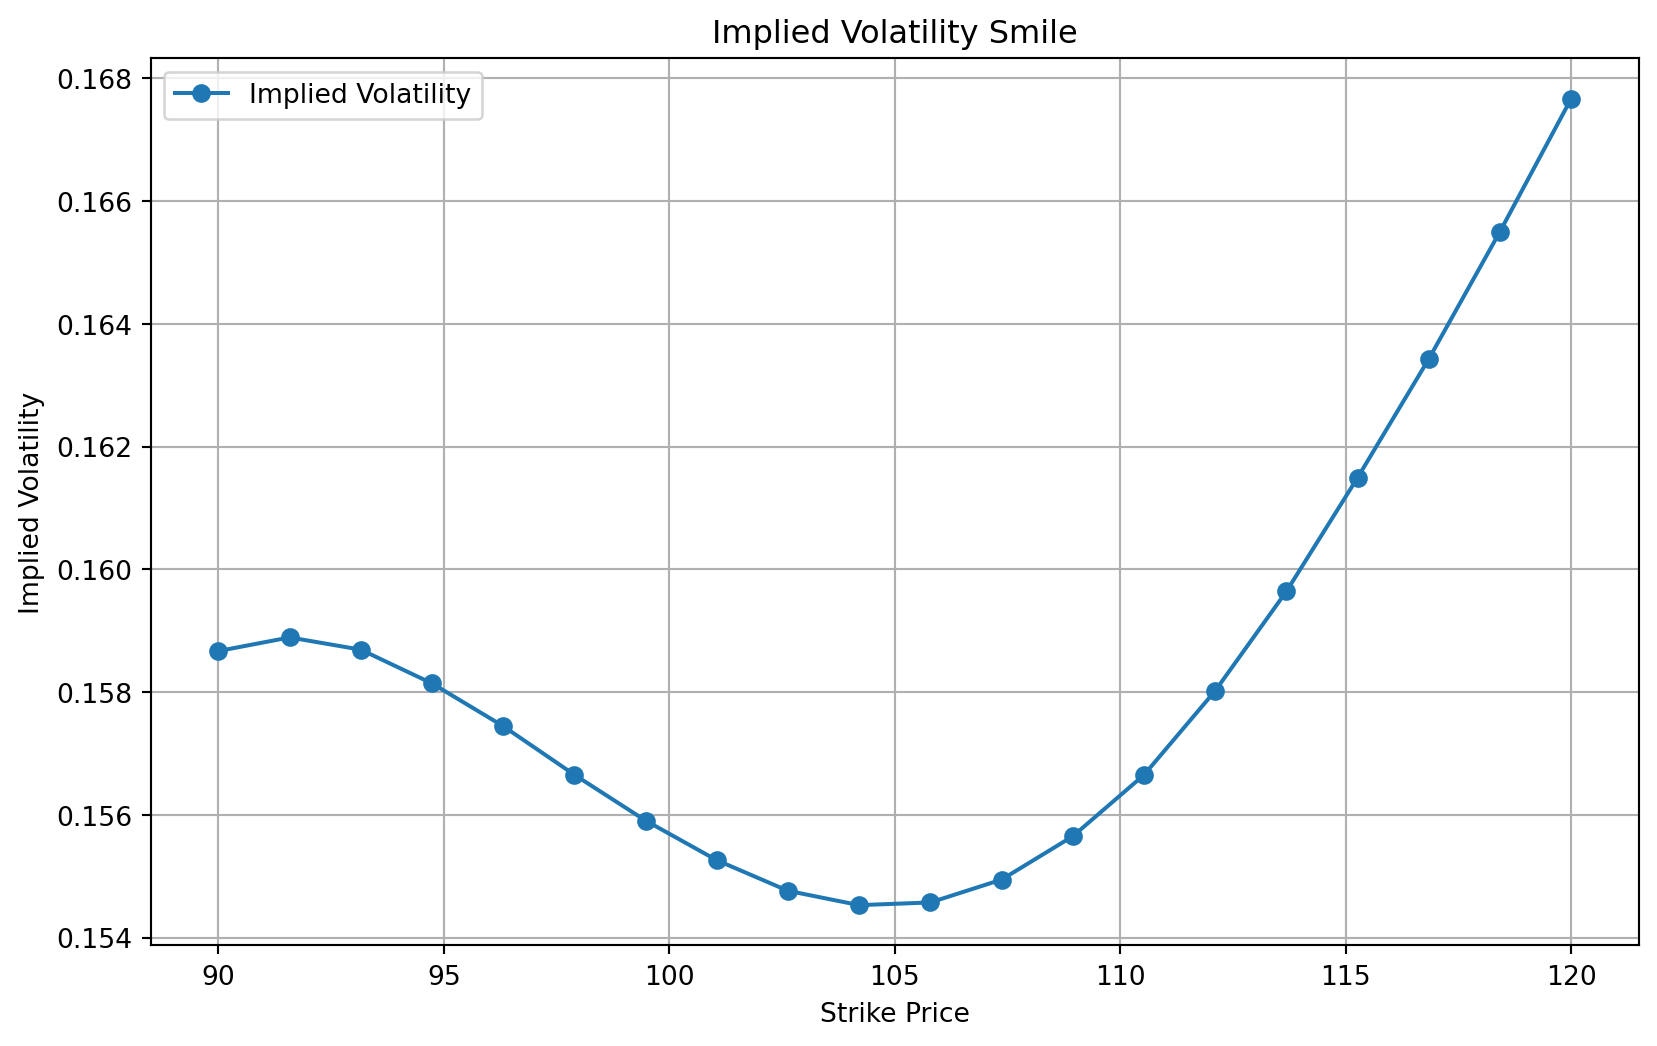 Implied Volatility Smile
Implied Volatility
0.168
0.166
0.164
0.162
0.160
0.158
0.156
0.154
Implied Volatility
90 95 100 105 110 115 120
Strike Price